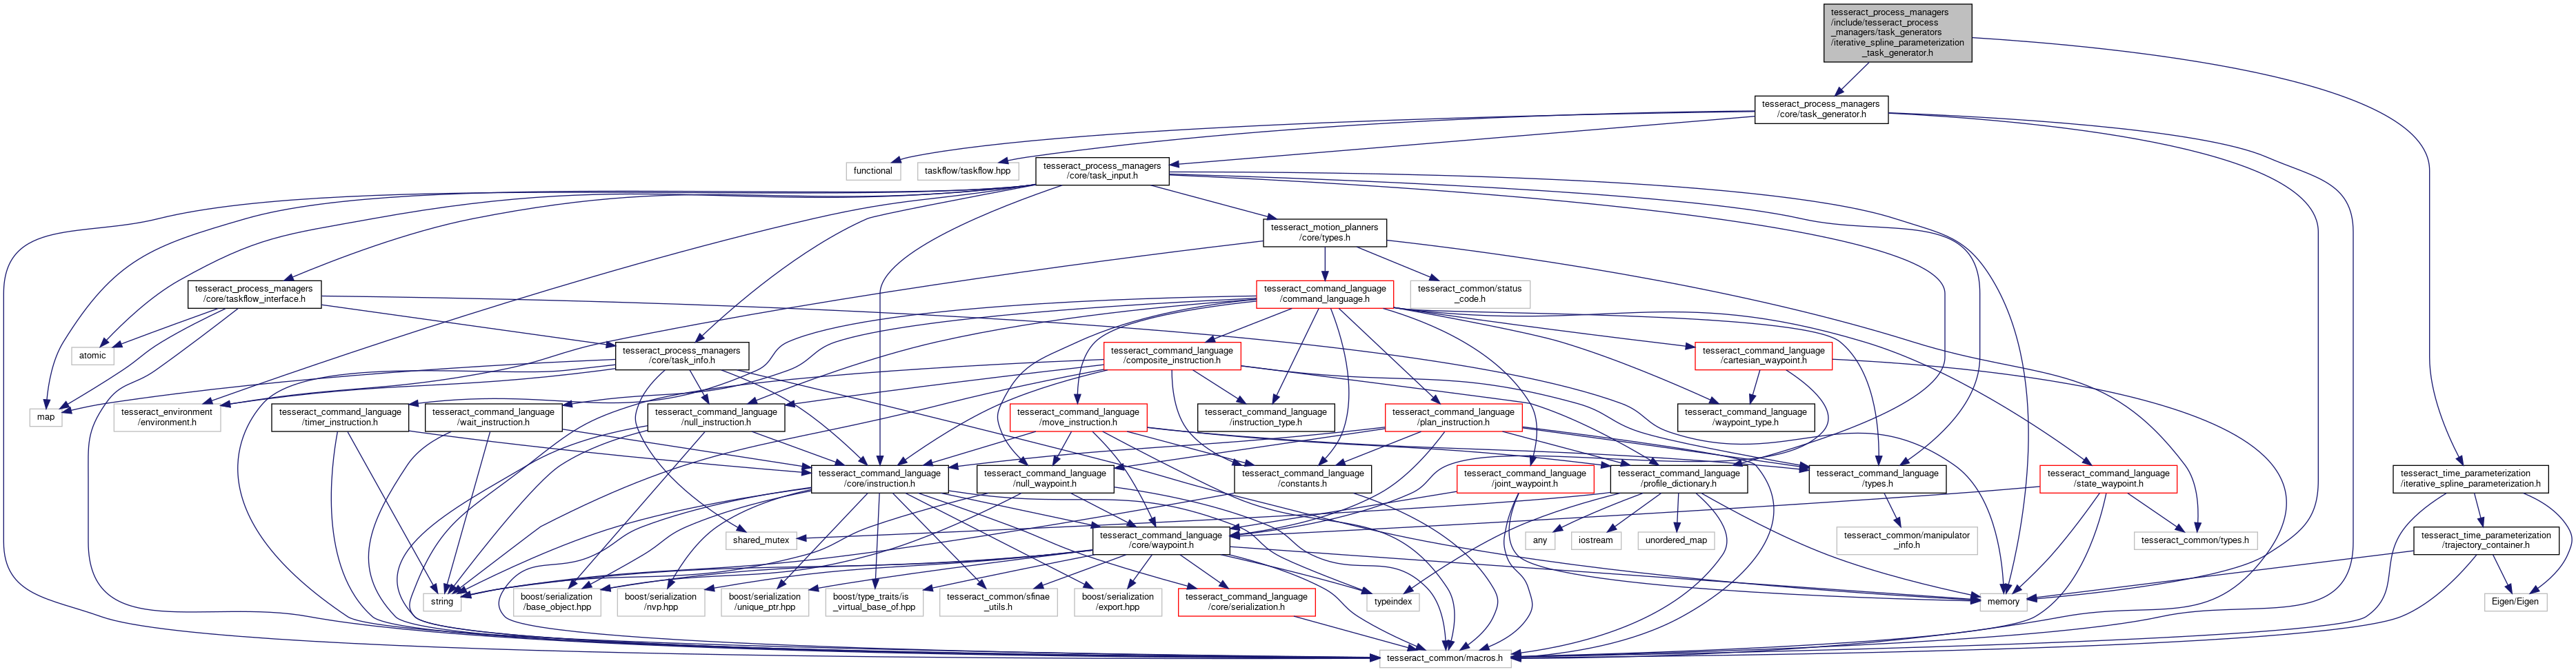 tesseract_process_managers
/include/tesseract_process
_managers/task_generators
/iterative_spline_parameterization
_task_generator.h
tesseract_process_managers
/core/task_generator.h
functional
taskflow/taskflow.hpp
tesseract_process_managers
/core/task_input.h
tesseract_motion_planners
/core/types.h
tesseract_process_managers
/core/taskflow_interface.h
tesseract_command_language
/command_language.h
tesseract_common/status
_code.h
atomic
tesseract_process_managers
/core/task_info.h
tesseract_command_language
/composite_instruction.h
tesseract_command_language
/cartesian_waypoint.h
map
tesseract_environment
/environment.h
tesseract_command_language
/timer_instruction.h
tesseract_command_language
/wait_instruction.h
tesseract_command_language
/null_instruction.h
tesseract_command_language
/move_instruction.h
tesseract_command_language
/instruction_type.h
tesseract_command_language
/plan_instruction.h
tesseract_command_language
/waypoint_type.h
tesseract_command_language
/core/instruction.h
tesseract_command_language
/null_waypoint.h
tesseract_command_language
/constants.h
tesseract_command_language
/joint_waypoint.h
tesseract_command_language
/profile_dictionary.h
tesseract_command_language
/types.h
tesseract_command_language
/state_waypoint.h
tesseract_time_parameterization
/iterative_spline_parameterization.h
shared_mutex
tesseract_command_language
/core/waypoint.h
any
iostream
unordered_map
tesseract_common/manipulator
_info.h
tesseract_common/types.h
tesseract_time_parameterization
/trajectory_container.h
string
boost/serialization
/base_object.hpp
boost/serialization
/nvp.hpp
boost/serialization
/unique_ptr.hpp
boost/type_traits/is
_virtual_base_of.hpp
tesseract_common/sfinae
_utils.h
boost/serialization
/export.hpp
tesseract_command_language
/core/serialization.h
typeindex
memory
Eigen/Eigen
tesseract_common/macros.h